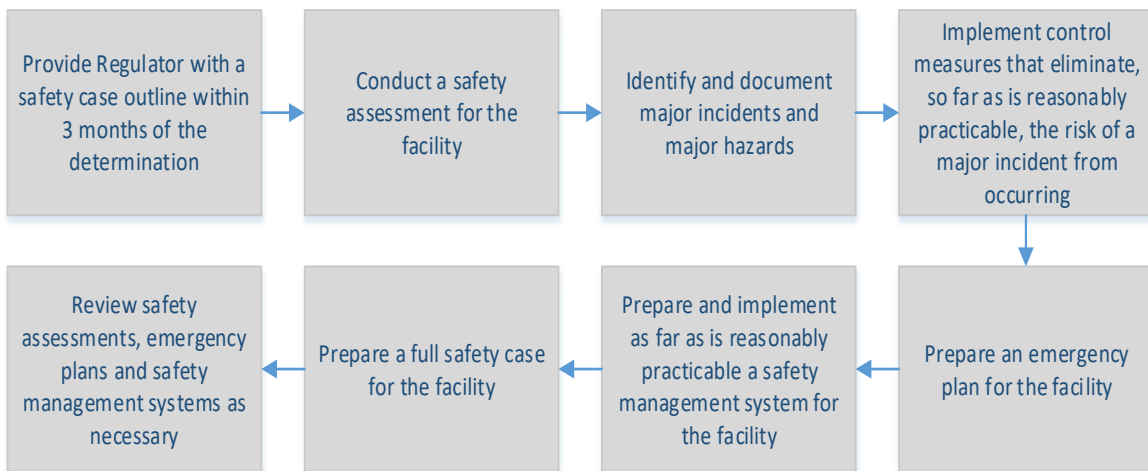 Provide Regulator with a
safety case outline within
3 months of the
determination
Conduct a safety
assessment for the
facility
Identify and document
major incidents and
major hazards
Implement control
measures that eliminate,
so far as is reasonably
practicable, the risk of a
major incident from
occurring
Prepare an emergency
plan for the facility
Prepare and implement
as far as is reasonably
practicable a safety
management system for
the facility
Prepare a full safety case
for the facility
Review safety
assessments, emergency
plans and safety
management systems as
necessary